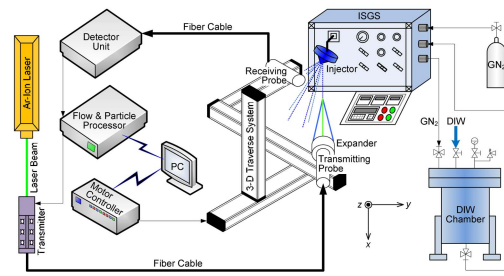 Fiber Cable
ISGS
Detector
Unit
Ar-Ion Laser
Receiving
Probe
Injector
GN2
Flow & Particle
Processor
3-D Traverse System
PC
Expander
Transmitting
Probe
GN2
DIW
Laser Beam
Motor
Controller
Transmitter
z
y
x
DIW
Chamber
Fiber Cable